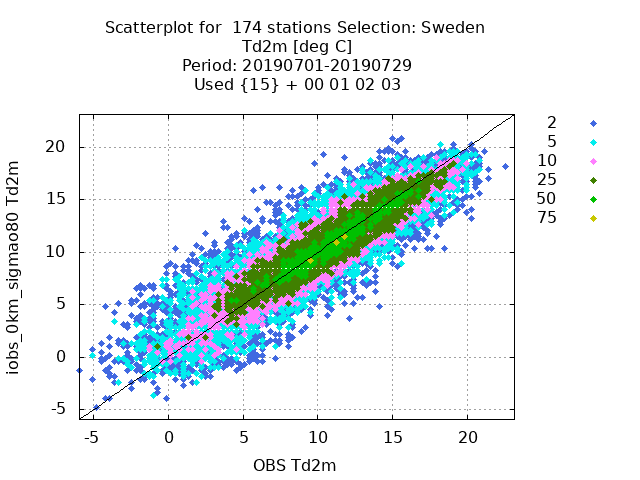 Scatterplot for  174 stations Selection: Sweden
Td2m [deg C]
Period: 20190701-20190729
Used {15} + 00 01 02 03
2
5
10
25
50
75
20
15
10
5
0
-5
iobs_0km_sigmao80 Td2m
-5 0 5 10 15 20
OBS Td2m